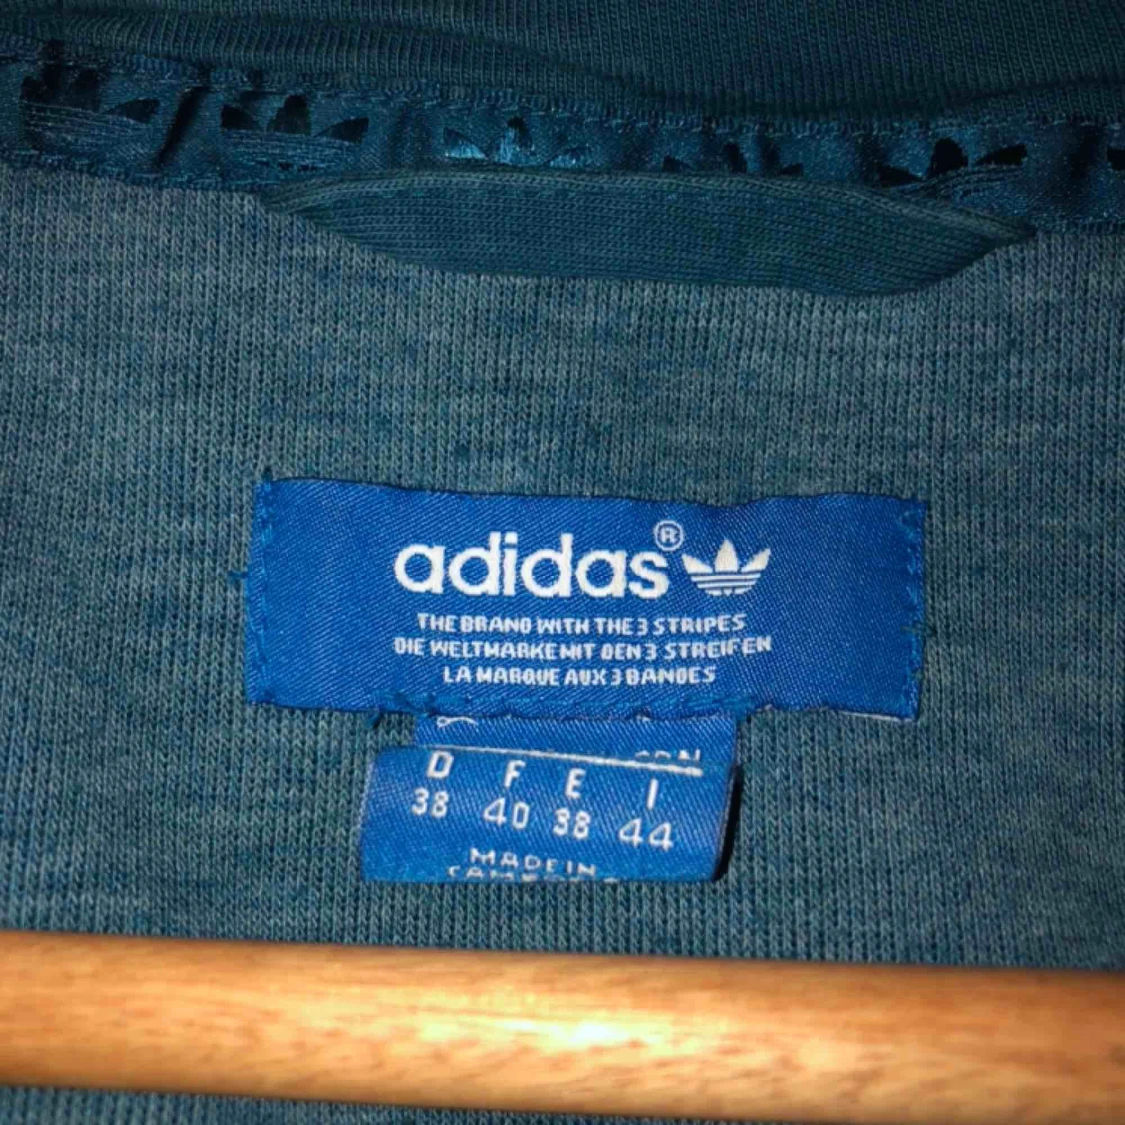 adidas®
THE BRAND WITH THE 3 STRIPES
DIE WELTMARKE MIT DEN 3 STREIFEN
LA MARQUE AUX 3 BANDES
D F E I
38 40 38 44
MADE IN